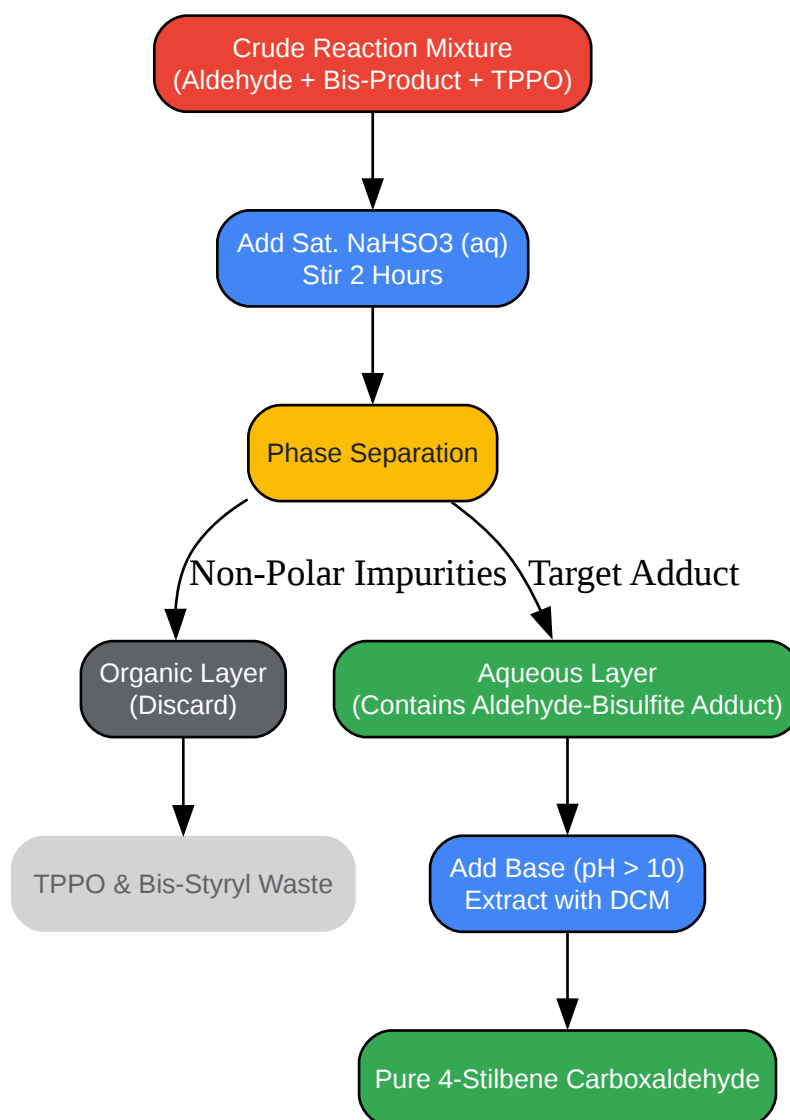 Crude Reaction Mixture
(Aldehyde + Bis-Product + TPPO)
Add Sat. NaHSO3 (aq)
Stir 2 Hours
Phase Separation
Non-Polar Impurities
Target Adduct
Organic Layer
(Discard)
Aqueous Layer
(Contains Aldehyde-Bisulfite Adduct)
TPPO & Bis-Styryl Waste
Add Base (pH > 10)
Extract with DCM
Pure 4-Stilbene Carboxaldehyde